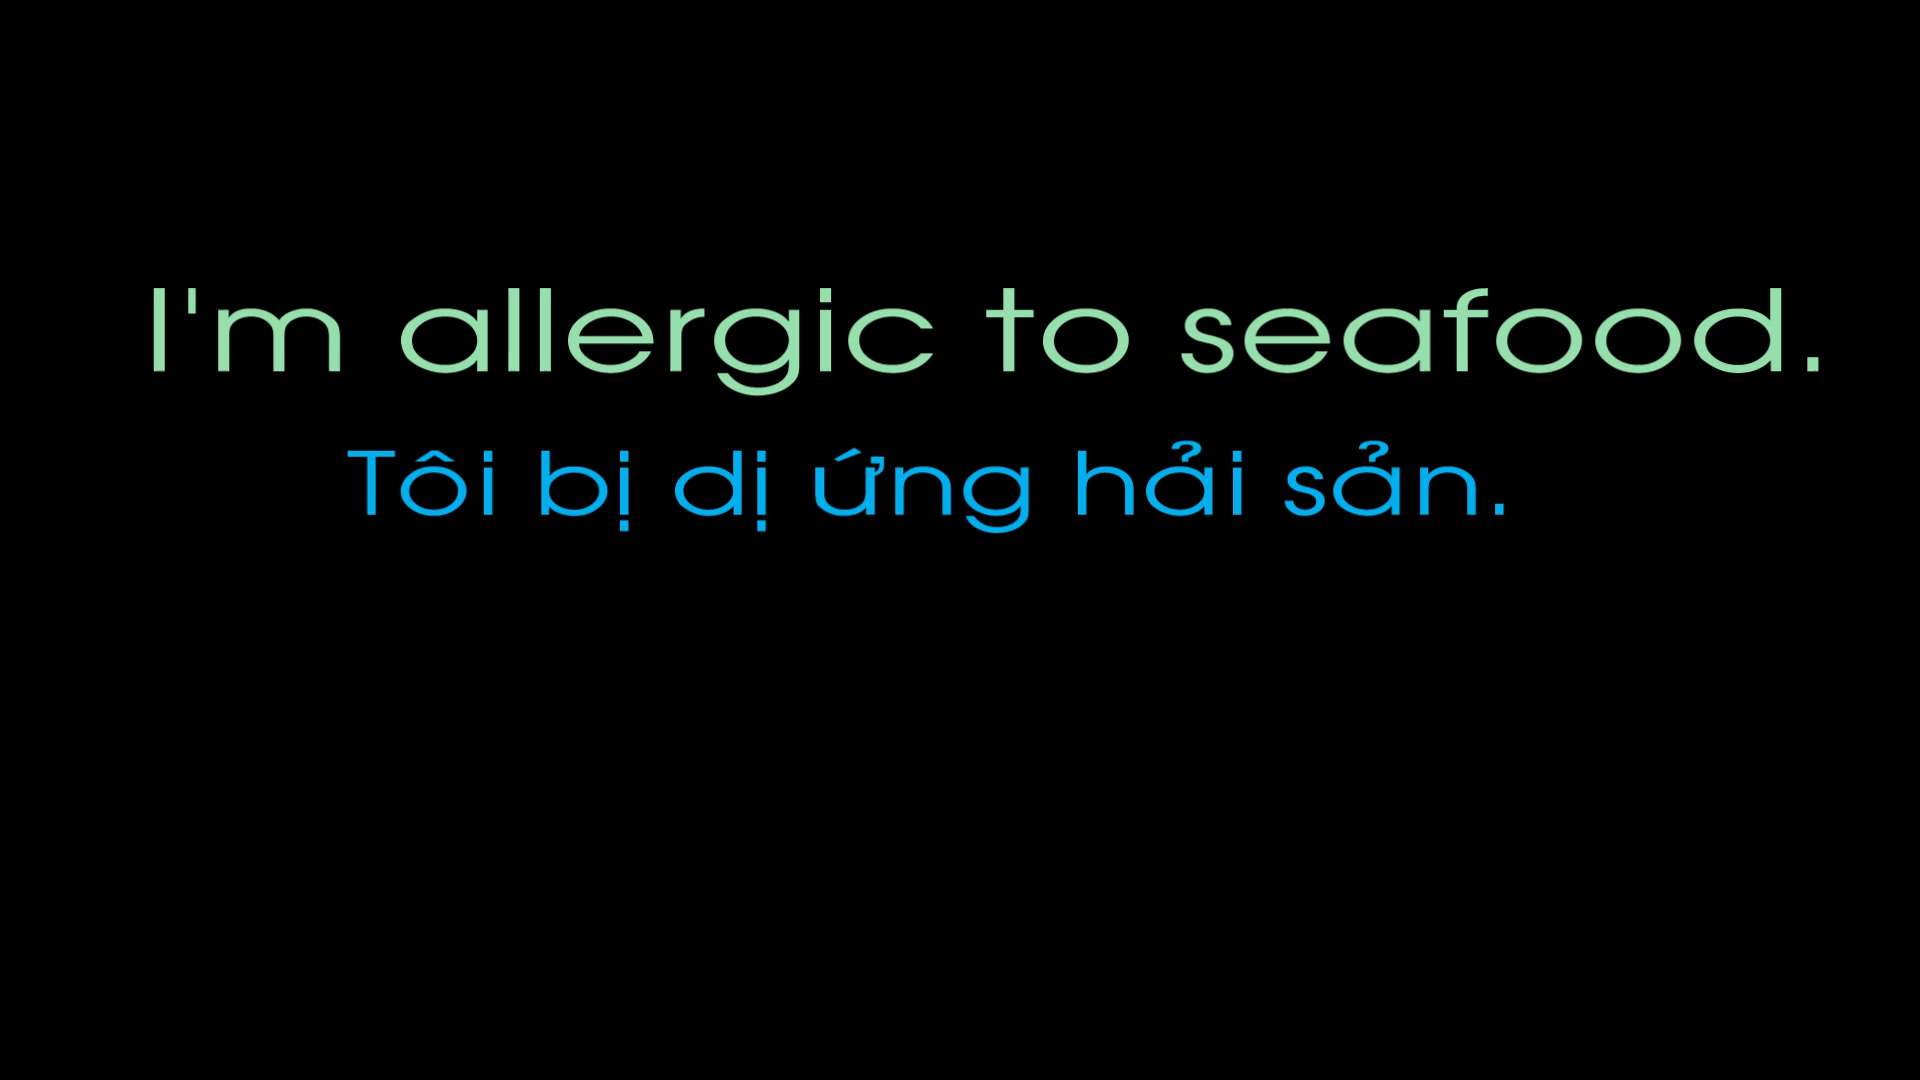 I'm allergic to seafood.
Tôi bị dị ứng hải sản.